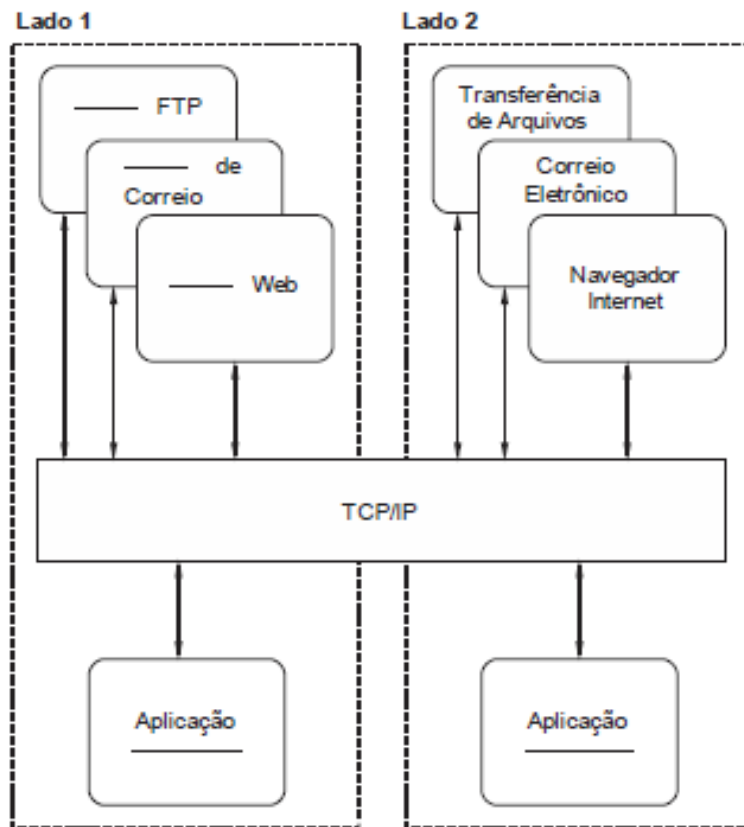 Lado 1
Lado 2
FTP
de
Correio
Web
Transferência
de Arquivos
Correio
Eletrônico
Navegador
Internet
TCP/IP
Aplicação
Aplicação